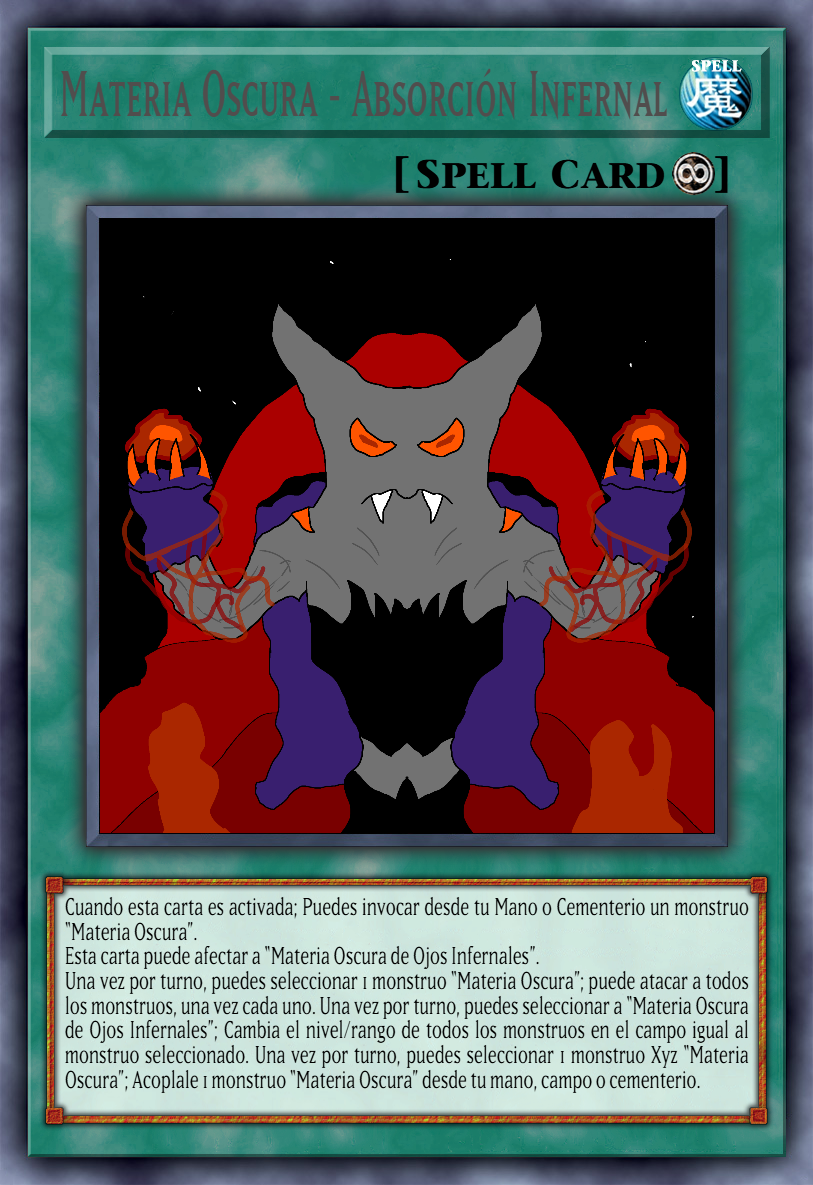 Materia Oscura - Absorción Infernal
SPELL
魔
[Spell Card ∞]
Cuando esta carta es activada; Puedes invocar desde tu Mano o Cementerio un monstruo
"Materia Oscura".
Esta carta puede afectar a "Materia Oscura de Ojos Infernales".
Una vez por turno, puedes seleccionar 1 monstruo "Materia Oscura"; puede atacar a todos
los monstruos, una vez cada uno. Una vez por turno, puedes seleccionar a "Materia Oscura
de Ojos Infernales"; Cambia el nivel/rango de todos los monstruos en el campo igual al
monstruo seleccionado. Una vez por turno, puedes seleccionar 1 monstruo Xyz "Materia
Oscura"; Acoplale 1 monstruo "Materia Oscura" desde tu mano, campo o cementerio.